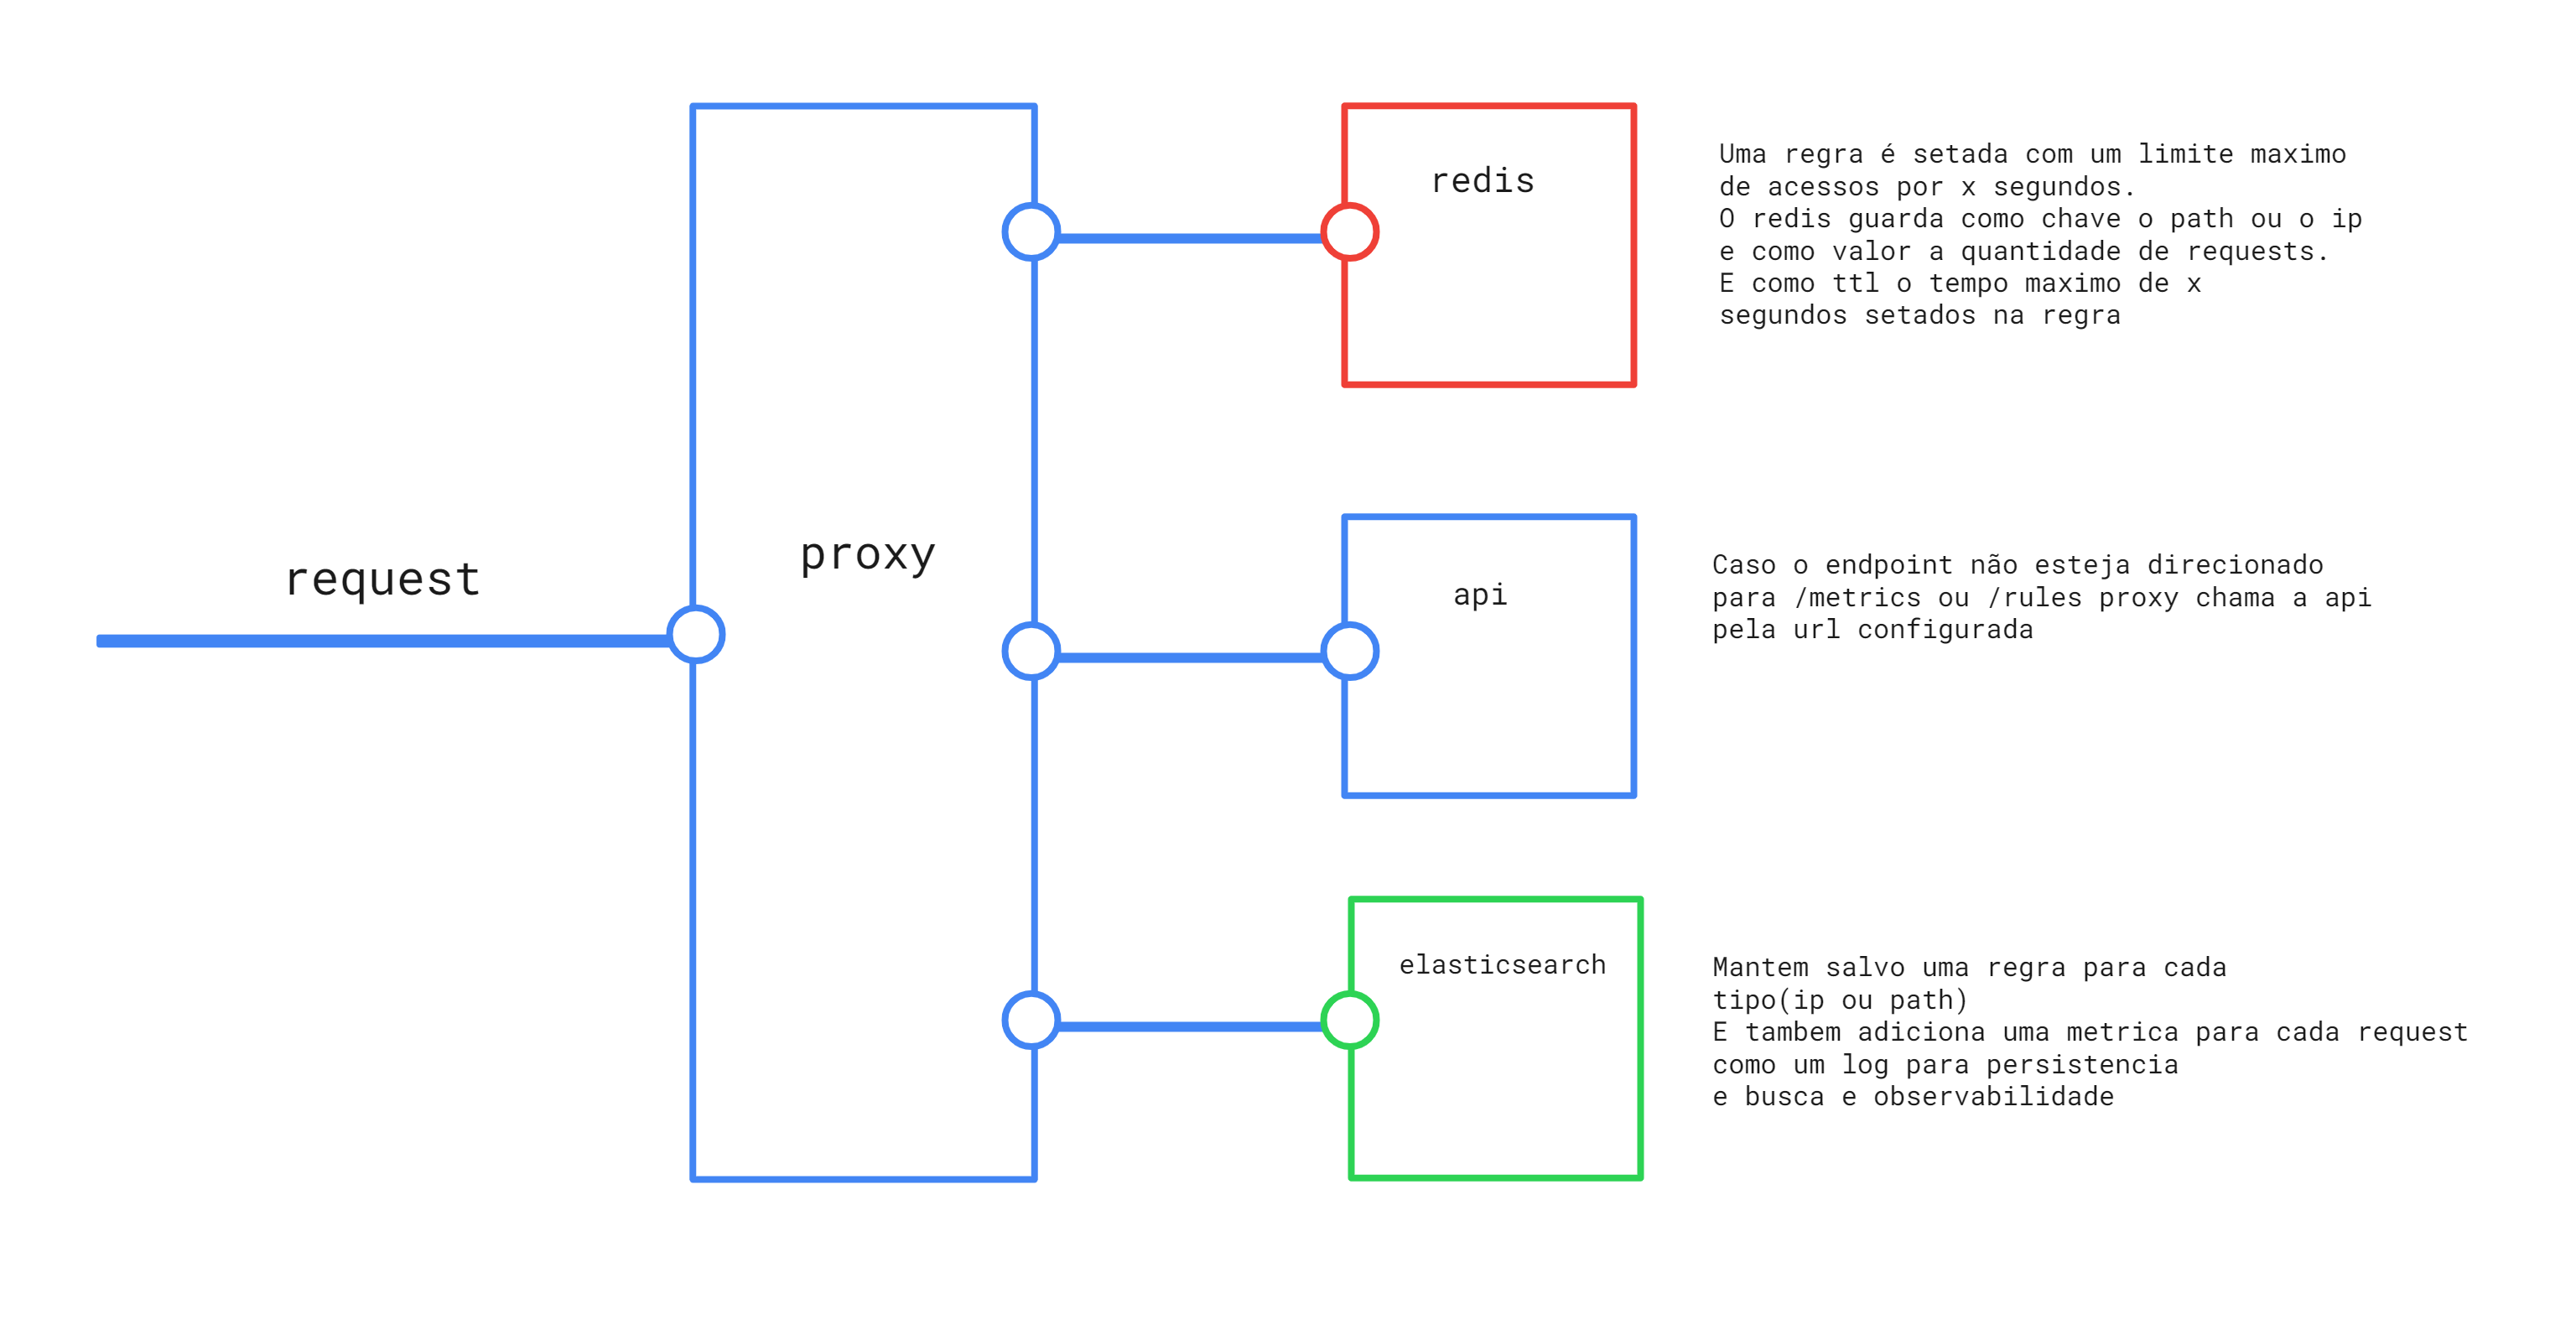 request
proxy
redis
Uma regra é setada com um limite maximo
de acessos por x segundos.
O redis guarda como chave o path ou o ip
e como valor a quantidade de requests.
E como ttl o tempo maximo de x
segundos setados na regra
api
Caso o endpoint não esteja direcionado
para /metrics ou /rules proxy chama a api
pela url configurada
elasticsearch
Mantem salvo uma regra para cada
tipo(ip ou path)
E tambem adiciona uma metrica para cada request
como um log para persistencia
e busca e observabilidade